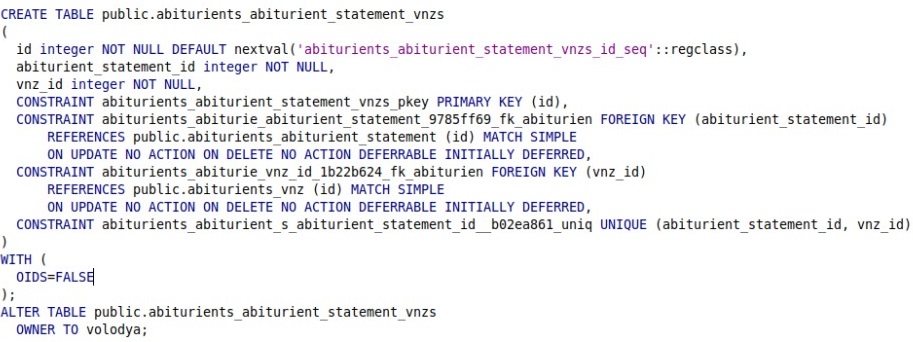 CREATE TABLE public.abiturients_abiturient_statement_vnzs
(
  id integer NOT NULL DEFAULT nextval('abiturients_abiturient_statement_vnzs_id_seq'::regclass),
  abiturient_statement_id integer NOT NULL,
  vnz_id integer NOT NULL,
  CONSTRAINT abiturients_abiturient_statement_vnzs_pkey PRIMARY KEY (id),
  CONSTRAINT abiturients_abiturie_abiturient_statement_9785ff69_fk_abiturien FOREIGN KEY (abiturient_statement_id)
      REFERENCES public.abiturients_abiturient_statement (id) MATCH SIMPLE
      ON UPDATE NO ACTION ON DELETE NO ACTION DEFERRABLE INITIALLY DEFERRED,
  CONSTRAINT abiturients_abiturie_vnz_id_1b22b624_fk_abiturien FOREIGN KEY (vnz_id)
      REFERENCES public.abiturients_vnz (id) MATCH SIMPLE
      ON UPDATE NO ACTION ON DELETE NO ACTION DEFERRABLE INITIALLY DEFERRED,
  CONSTRAINT abiturients_abiturient_s_abiturient_statement_id__b02ea861_uniq UNIQUE (abiturient_statement_id, vnz_id)
)
WITH (
  OIDS=FALSE
);
ALTER TABLE public.abiturients_abiturient_statement_vnzs
  OWNER TO volodya;